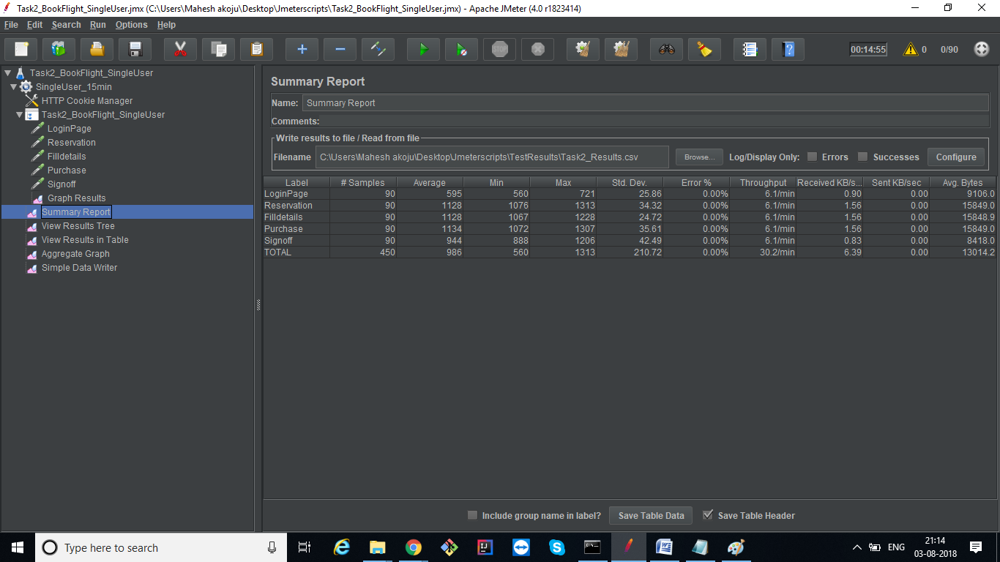 Task2_BookFlight_SingleUser.jmx (C:\Users\Mahesh akoju\Desktop\Jmeterscripts\Task2_BookFlight_SingleUser.jmx) - Apache JMeter (4.0 r1823414)
File Edit Search Run Options Help
STOP 00:14:55 0 0/90
Task2_BookFlight_SingleUser
SingleUser_15min
HTTP Cookie Manager
Task2_BookFlight_SingleUser
LoginPage
Reservation
Filldetails
Purchase
Signoff
Graph Results
Summary Report
View Results Tree
View Results in Table
Aggregate Graph
Simple Data Writer
Summary Report
Name: Summary Report
Comments:
Write results to file / Read from file
Filename C:\Users\Mahesh akoju\Desktop\Jmeterscripts\TestResults\Task2_Results.csv Browse... Log/Display Only: Errors Successes Configure
Label # Samples Average Min Max Std. Dev. Error % Throughput Received KB/s... Sent KB/sec Avg. Bytes
LoginPage 90 595 560 721 25.86 0.00% 6.1/min 0.90 0.00 9106.0
Reservation 90 1128 1076 1313 34.32 0.00% 6.1/min 1.56 0.00 15849.0
Filldetails 90 1128 1067 1228 24.72 0.00% 6.1/min 1.56 0.00 15848.9
Purchase 90 1134 1072 1307 35.61 0.00% 6.1/min 1.56 0.00 15849.0
Signoff 90 944 888 1206 42.49 0.00% 6.1/min 0.83 0.00 8418.0
TOTAL 450 986 560 1313 210.72 0.00% 30.2/min 6.39 0.00 13014.2
Include group name in label? Save Table Data Save Table Header
Type here to search
ENG
21:14
03-08-2018